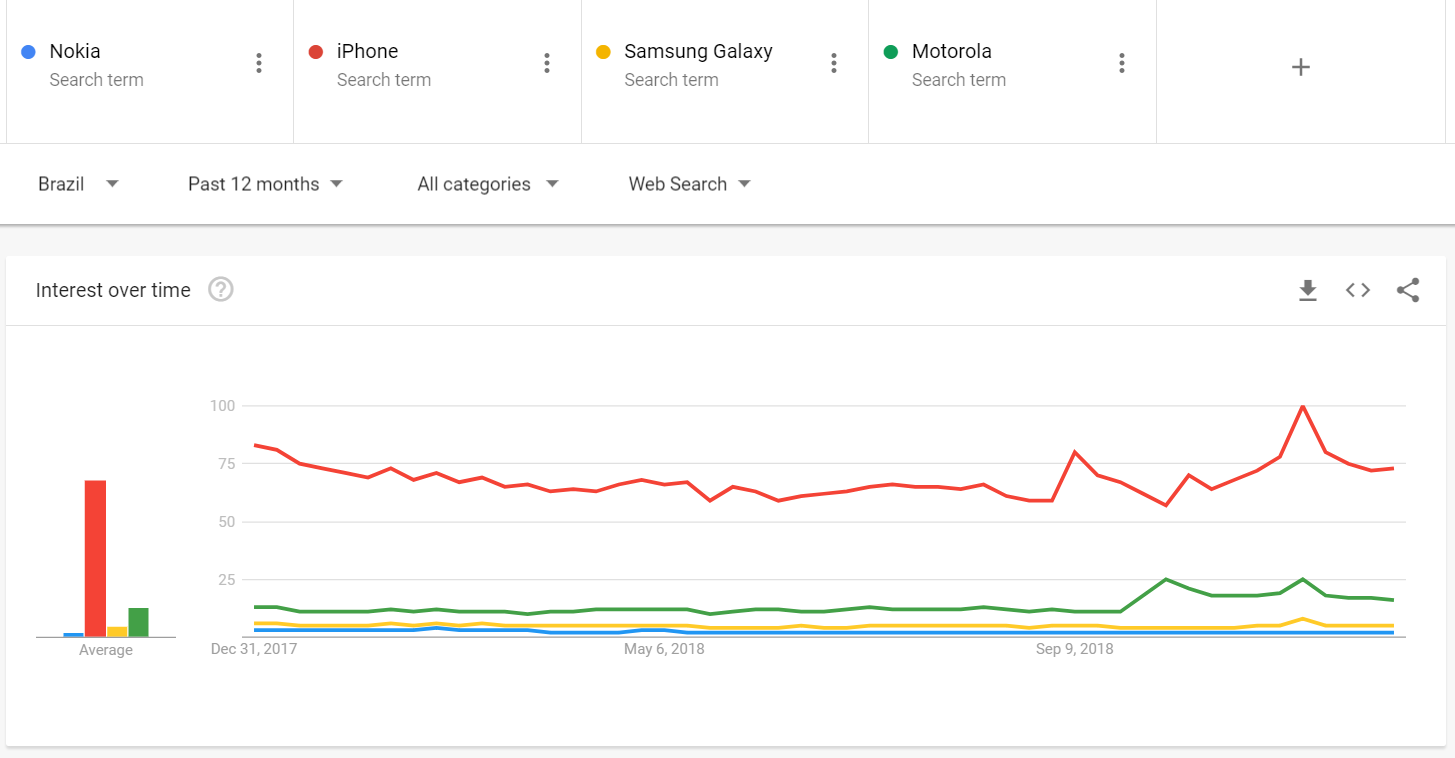 Nokia
Search term
iPhone
Search term
Samsung Galaxy
Search term
Motorola
Search term
+
Brazil
Past 12 months
All categories
Web Search
Interest over time ?
100
75
50
25
Average
Dec 31, 2017
May 6, 2018
Sep 9, 2018